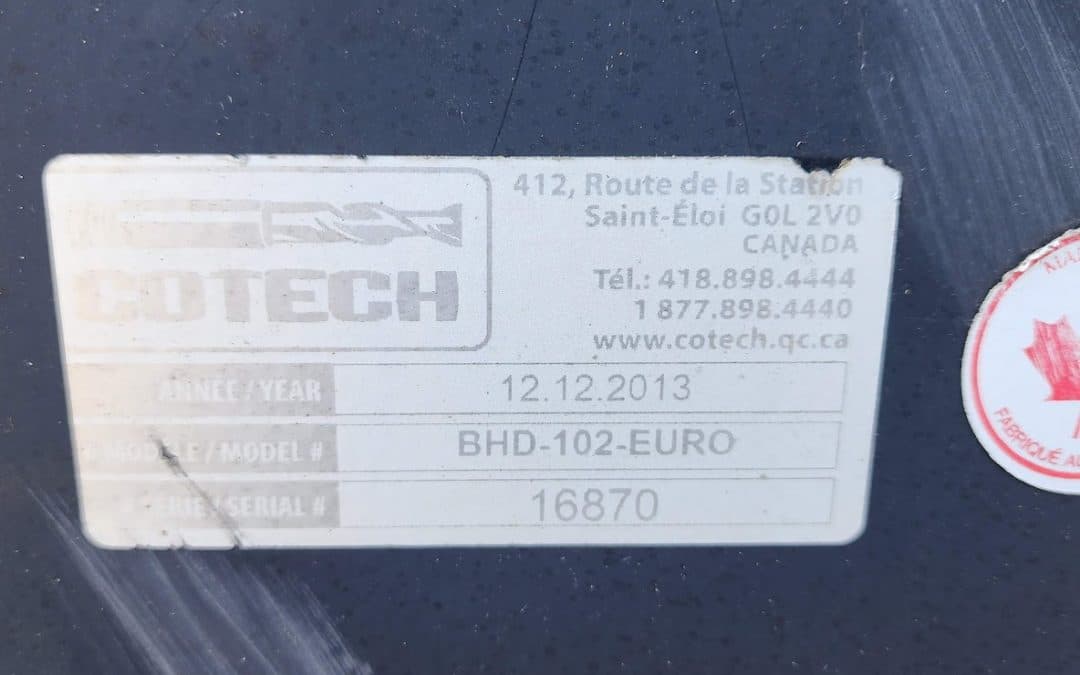 412, Route de la Station
Saint-Éloi G0L 2V0
CANADA
Tél.: 418.898.4444
1 877.898.4440
www.cotech.qc.ca
COTECH
ANNÉE / YEAR 12.12.2013
# MODÈLE / MODEL # BHD-102-EURO
SÉRIE / SERIAL # 16870
FABRIQUÉ